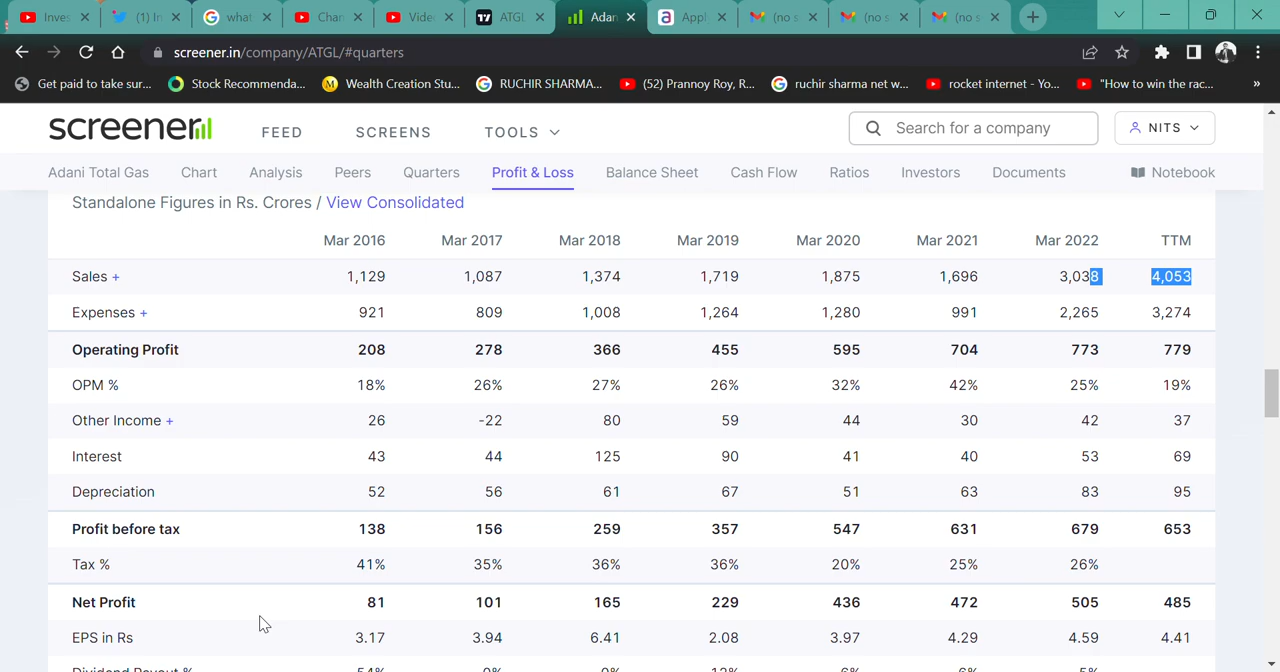 Inves
(1) In
what
Chan
Vide
ATGL
Adan
Appl
(no s
(no s
(no s
screener.in/company/ATGL/#quarters
Get paid to take sur...
Stock Recommenda...
Wealth Creation Stu...
RUCHIR SHARMA...
(52) Prannoy Roy, R...
ruchir sharma net w...
rocket internet - Yo...
"How to win the rac...
»
screener
FEED
SCREENS
TOOLS
Search for a company
NITS
Adani Total Gas Chart Analysis Peers Quarters Profit & Loss Balance Sheet Cash Flow Ratios Investors Documents Notebook
Standalone Figures in Rs. Crores / View Consolidated
Mar 2016 Mar 2017 Mar 2018 Mar 2019 Mar 2020 Mar 2021 Mar 2022 TTM
Sales + 1,129 1,087 1,374 1,719 1,875 1,696 3,038 4,053
Expenses + 921 809 1,008 1,264 1,280 991 2,265 3,274
Operating Profit 208 278 366 455 595 704 773 779
OPM % 18% 26% 27% 26% 32% 42% 25% 19%
Other Income + 26 -22 80 59 44 30 42 37
Interest 43 44 125 90 41 40 53 69
Depreciation 52 56 61 67 51 63 83 95
Profit before tax 138 156 259 357 547 631 679 653
Tax % 41% 35% 36% 36% 20% 25% 26%
Net Profit 81 101 165 229 436 472 505 485
EPS in Rs 3.17 3.94 6.41 2.08 3.97 4.29 4.59 4.41
Dividend Payout % 54% 0% 0% 12% 6% 6% 5%